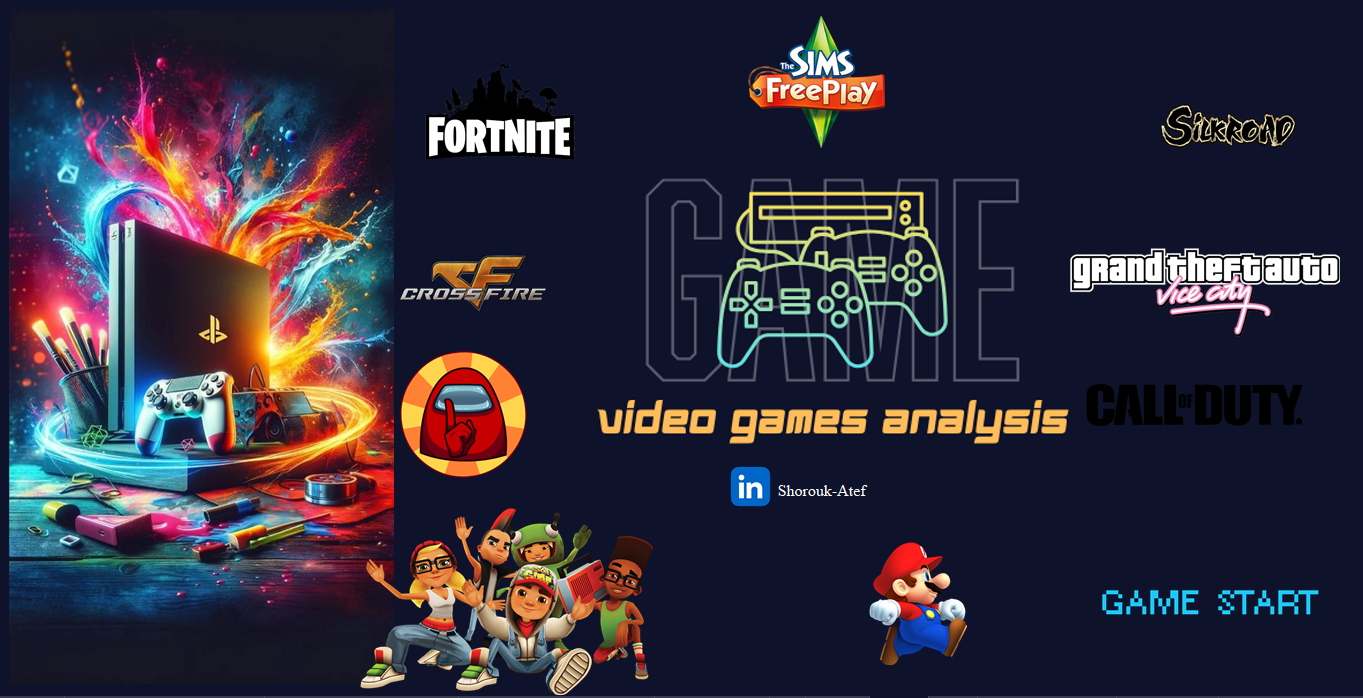 The SIMS
FreePlay
FORTNITE
SILKROAD
GAME
CF
CROSSFIRE
grand theft auto
vice city
CALL OF DUTY
video games analysis
in Shorouk-Atef
GAME START